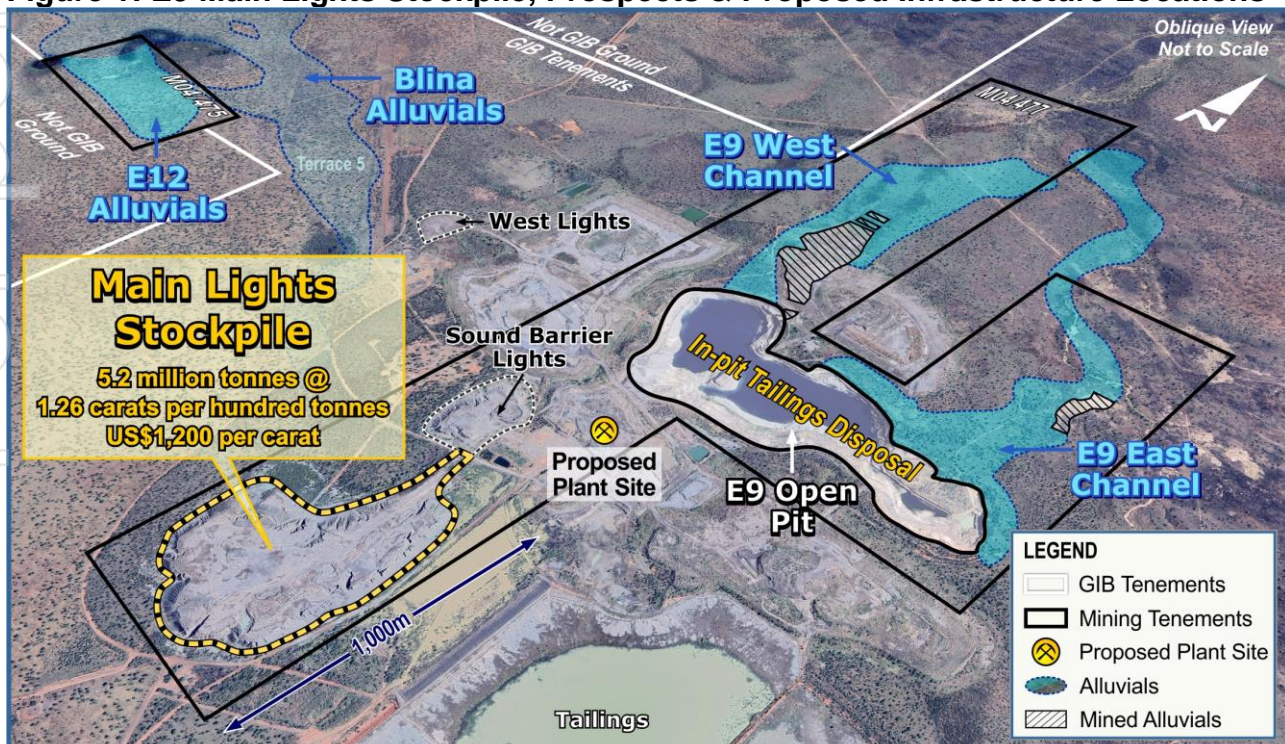 Figure 1: E9 Main Lights Stockpile, Prospects & Proposed Infrastructure Locations
Oblique View
Not to Scale
N
Not GIB Ground
GIB Tenements
M04/475
M04/477
Not GIB
Ground
Blina
Alluvials
E12
Alluvials
Terrace 5
E9 West
Channel
West Lights
Main Lights
Stockpile
5.2 million tonnes @
1.26 carats per hundred tonnes
US$1,200 per carat
Sound Barrier
Lights
In-pit Tailings Disposal
Proposed
Plant Site
E9 Open
Pit
E9 East
Channel
1,000m
Tailings
LEGEND
GIB Tenements
Mining Tenements
Proposed Plant Site
Alluvials
Mined Alluvials